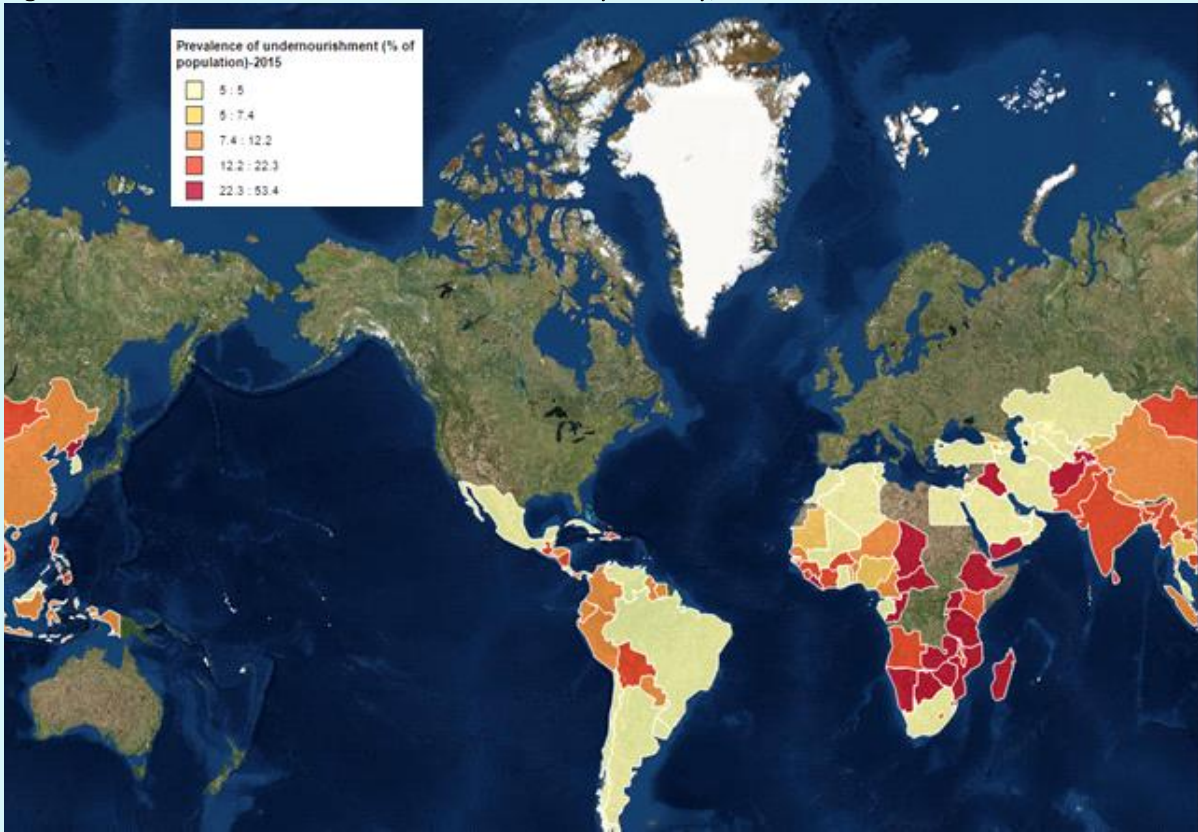 Prevalence of undernourishment (% of
population)-2015
5 : 5
5 : 7.4
7.4 : 12.2
12.2 : 22.3
22.3 : 53.4